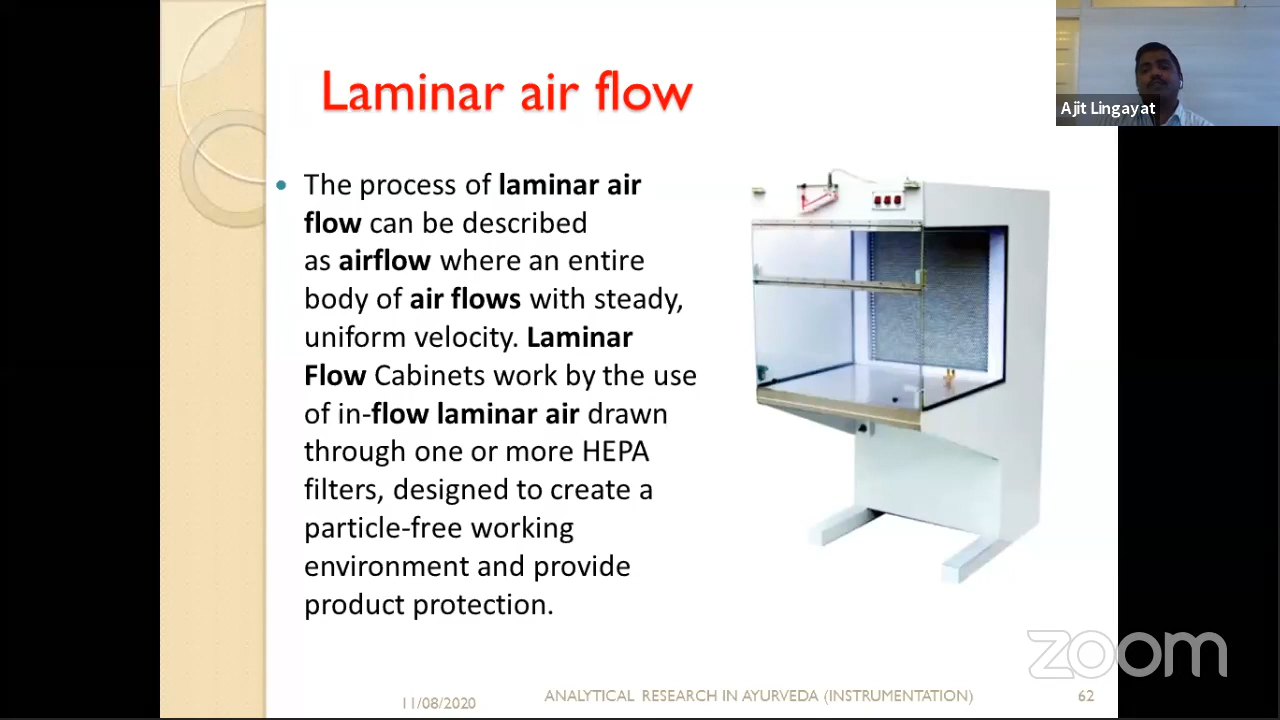 Laminar air flow
Ajit Lingayat
• The process of laminar air
flow can be described
as airflow where an entire
body of air flows with steady,
uniform velocity. Laminar
Flow Cabinets work by the use
of in-flow laminar air drawn
through one or more HEPA
filters, designed to create a
particle-free working
environment and provide
product protection.
zoom
11/08/2020
ANALYTICAL RESEARCH IN AYURVEDA (INSTRUMENTATION)
62